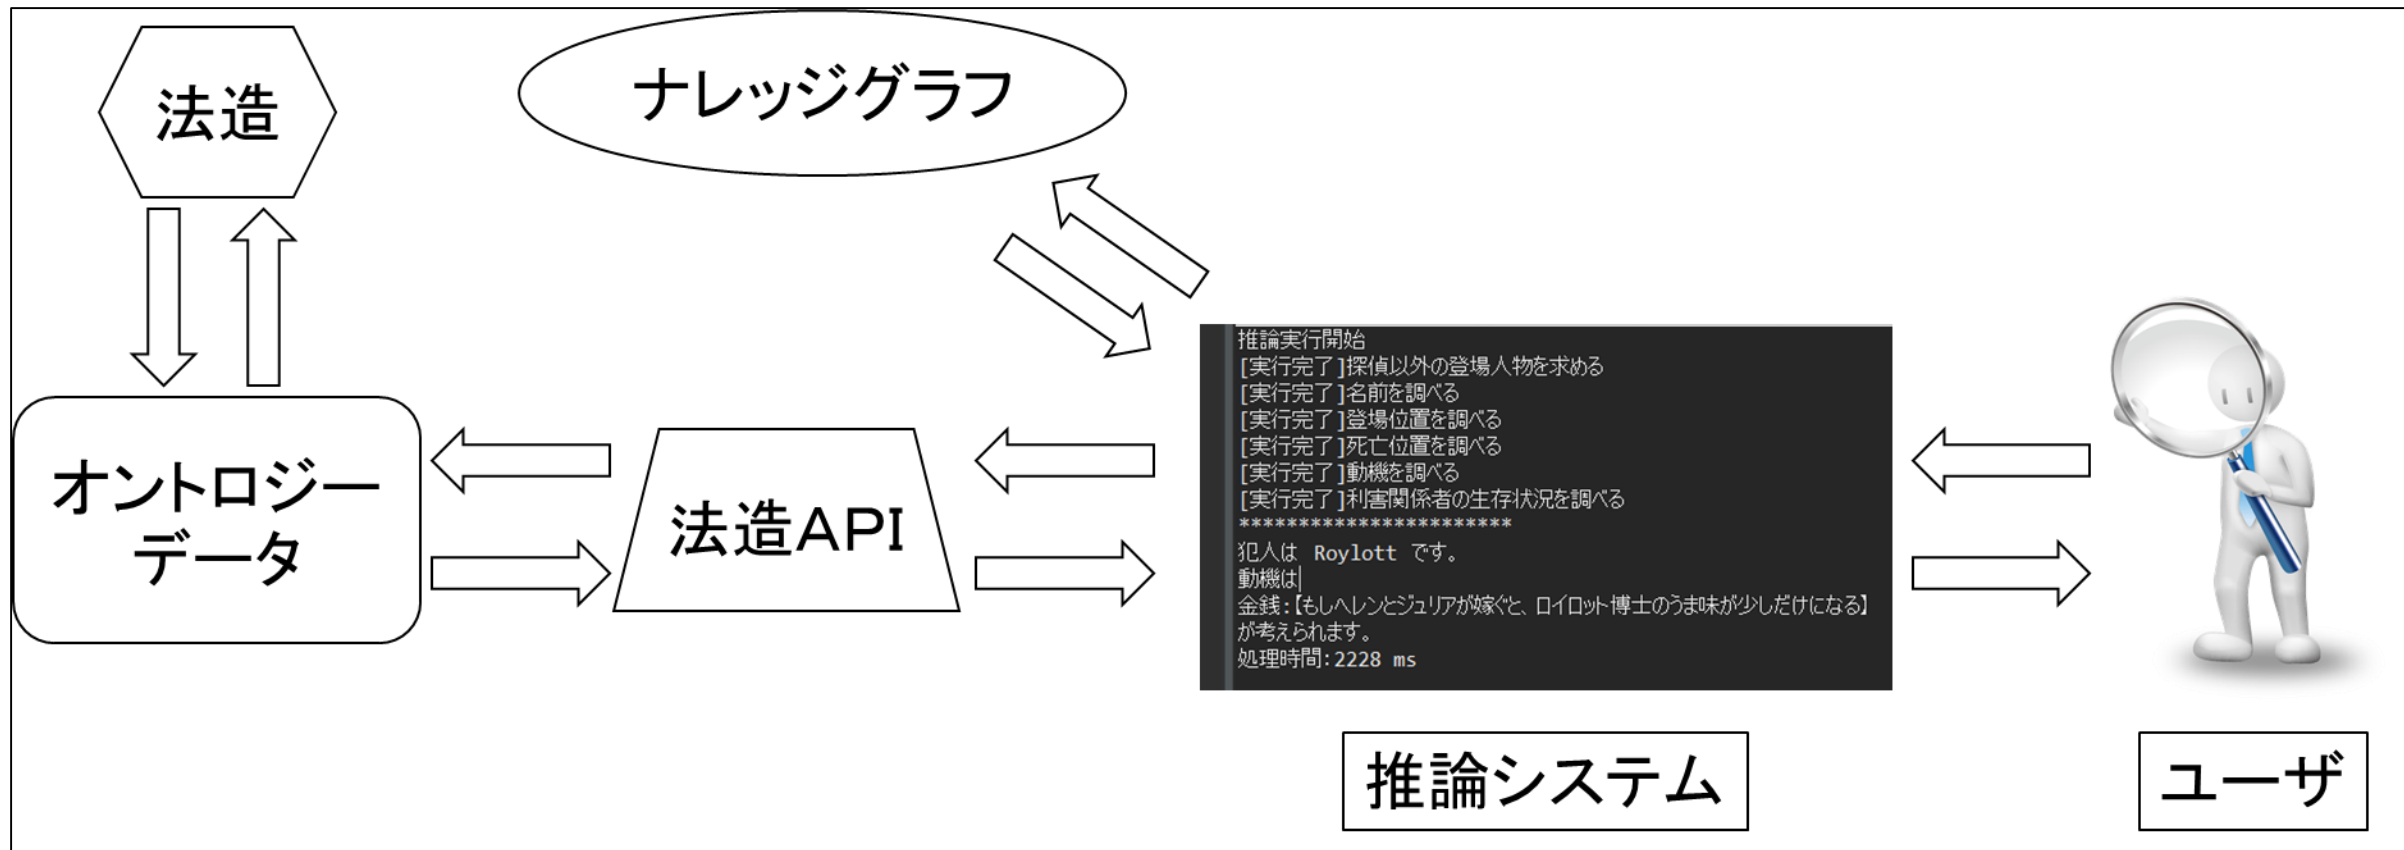 法造
ナレッジグラフ
オントロジー
データ
法造API
推論実行開始
[実行完了]探偵以外の登場人物を求める
[実行完了]名前を調べる
[実行完了]登場位置を調べる
[実行完了]死亡位置を調べる
[実行完了]動機を調べる
[実行完了]利害関係者の生存状況を調べる
***********************
犯人は Roylott です。
動機は
金銭:【もしヘレンとジュリアが嫁ぐと、ロイロット博士のうま味が少しだけになる】
が考えられます。
処理時間:2228 ms
推論システム
ユーザ